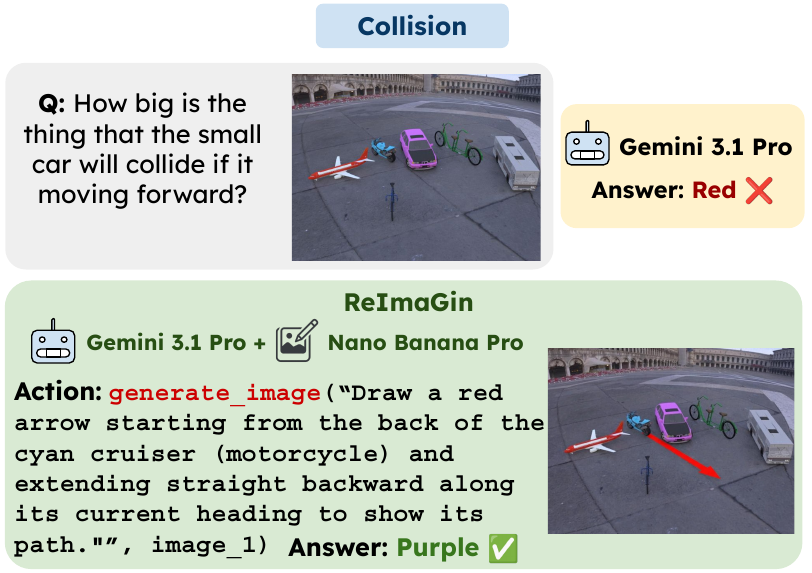 Collision
Q: How big is the
thing that the small
car will collide if it
moving forward?
Gemini 3.1 Pro
Answer: Red ❌
ReImaGin
Gemini 3.1 Pro + Nano Banana Pro
Action: generate_image(“Draw a red
arrow starting from the back of the
cyan cruiser (motorcycle) and
extending straight backward along
its current heading to show its
path."”, image_1) Answer: Purple ✅